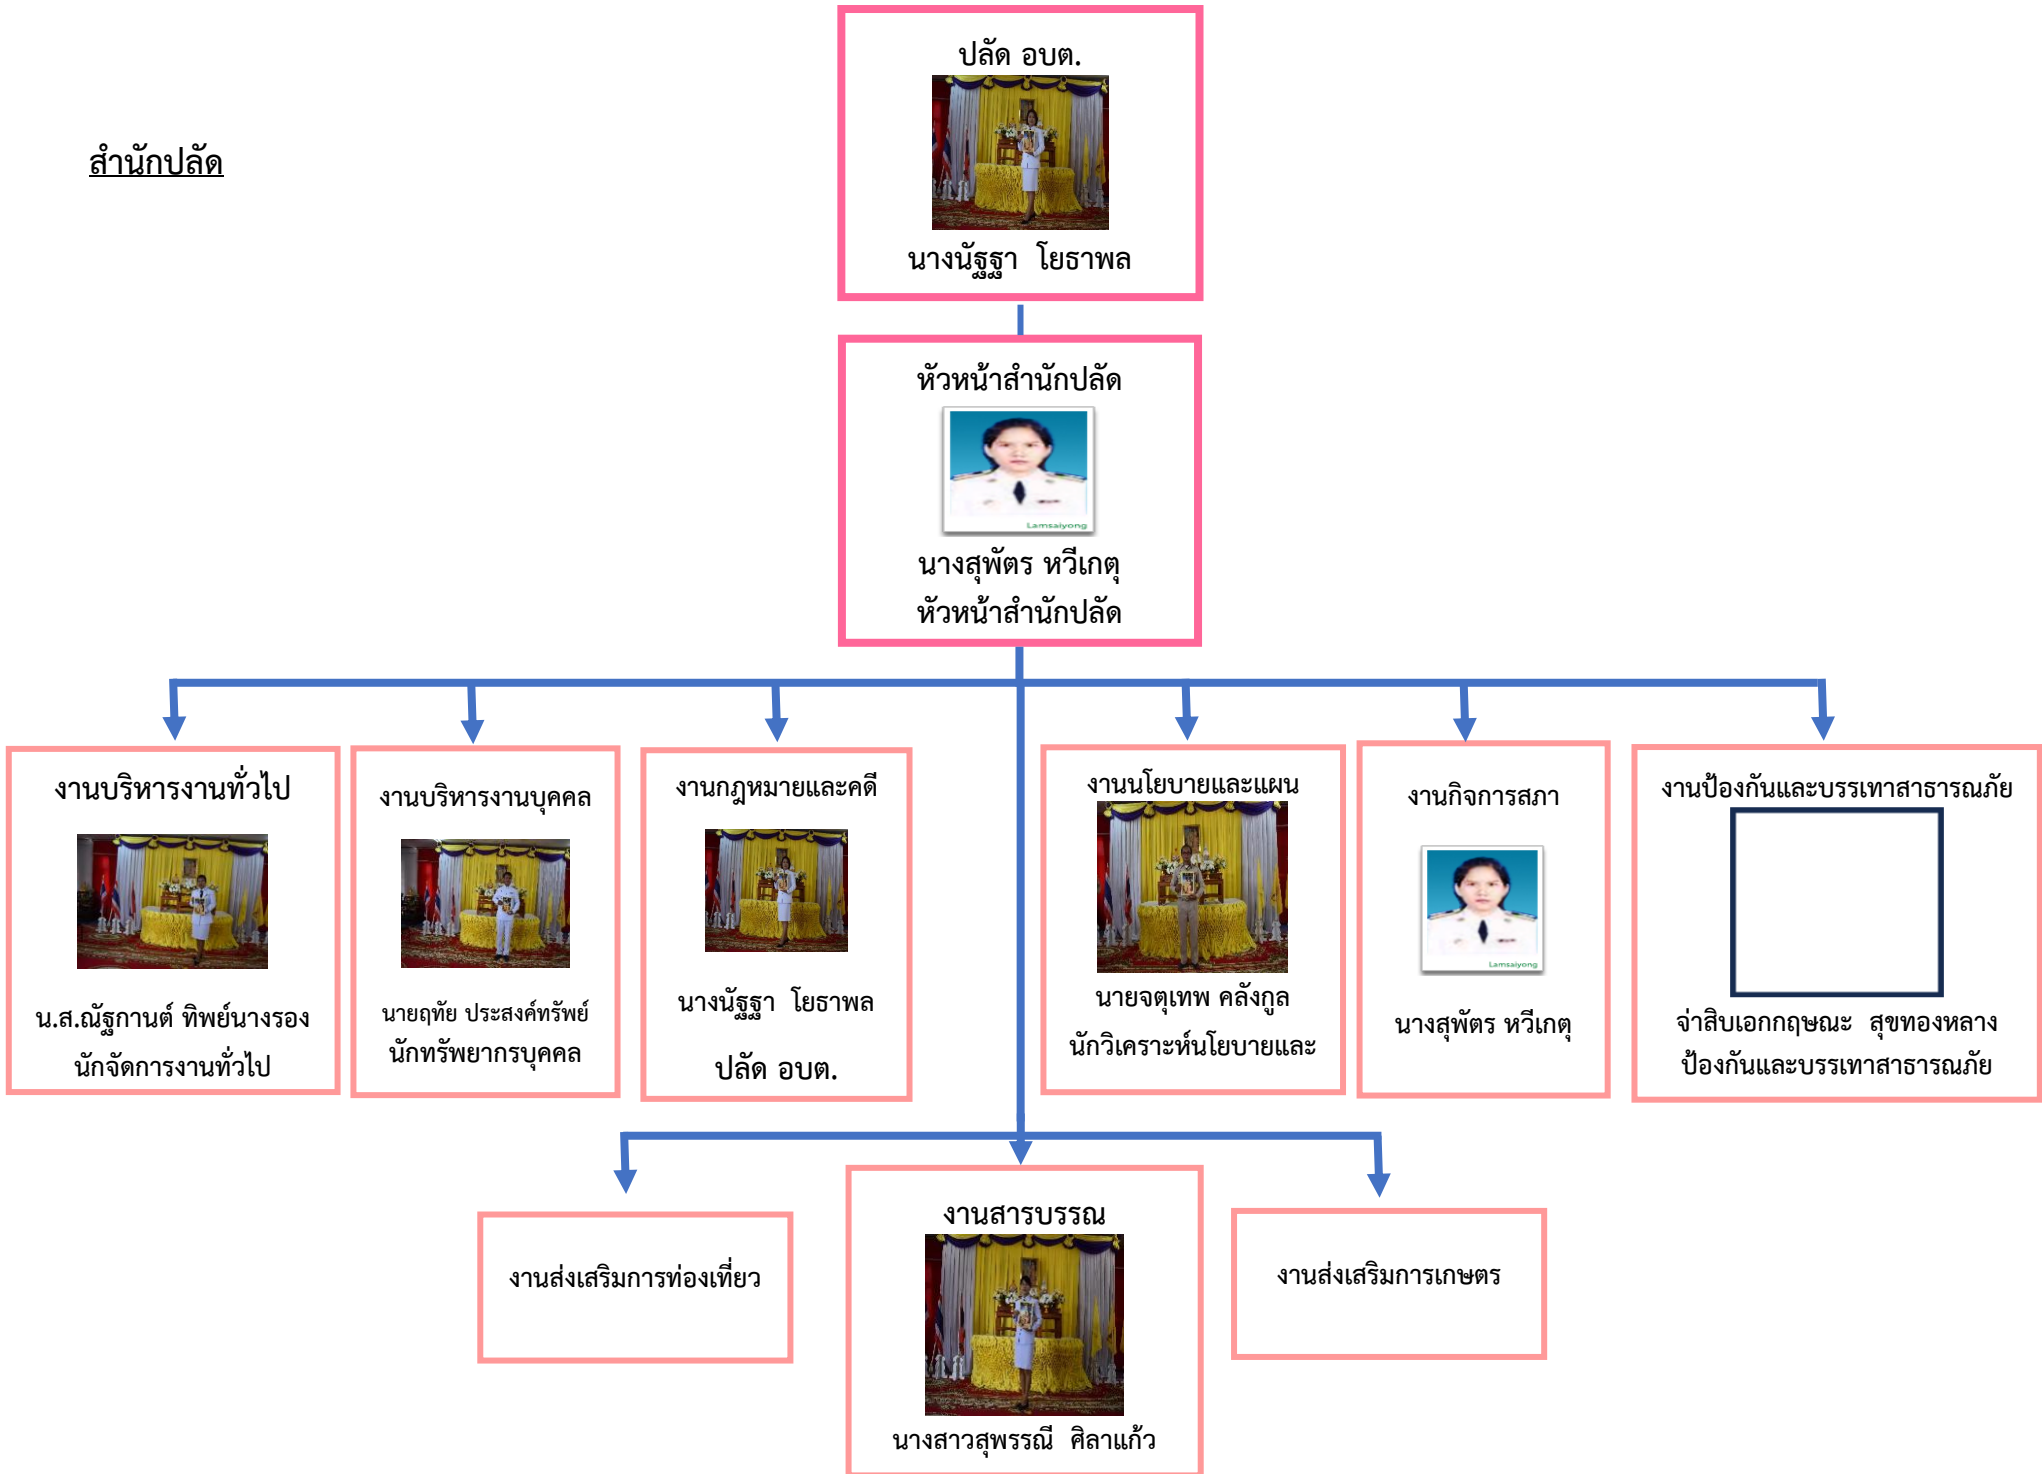 ปลัด อบต.
สำนักปลัด
นางนัฐฐา โยธาพล
หัวหน้าสำนักปลัด
Lamsaiyong
นางสุพัตร หวีเกตุ
หัวหน้าสำนักปลัด
งานบริหารงานทั่วไป
น.ส.ณัฐกานต์ ทิพย์นางรอง
นักจัดการงานทั่วไป
งานบริหารงานบุคคล
นายฤทัย ประสงค์ทรัพย์
นักทรัพยากรบุคคล
งานกฎหมายและคดี
นางนัฐฐา โยธาพล
ปลัด อบต.
งานนโยบายและแผน
นายจตุเทพ คลังกูล
นักวิเคราะห์นโยบายและ
งานกิจการสภา
Lamsaiyong
นางสุพัตร หวีเกตุ
งานป้องกันและบรรเทาสาธารณภัย
จ่าสิบเอกกฤษณะ สุขทองหลาง
ป้องกันและบรรเทาสาธารณภัย
งานส่งเสริมการท่องเที่ยว
งานสารบรรณ
นางสาวสุพรรณี ศิลาแก้ว
งานส่งเสริมการเกษตร